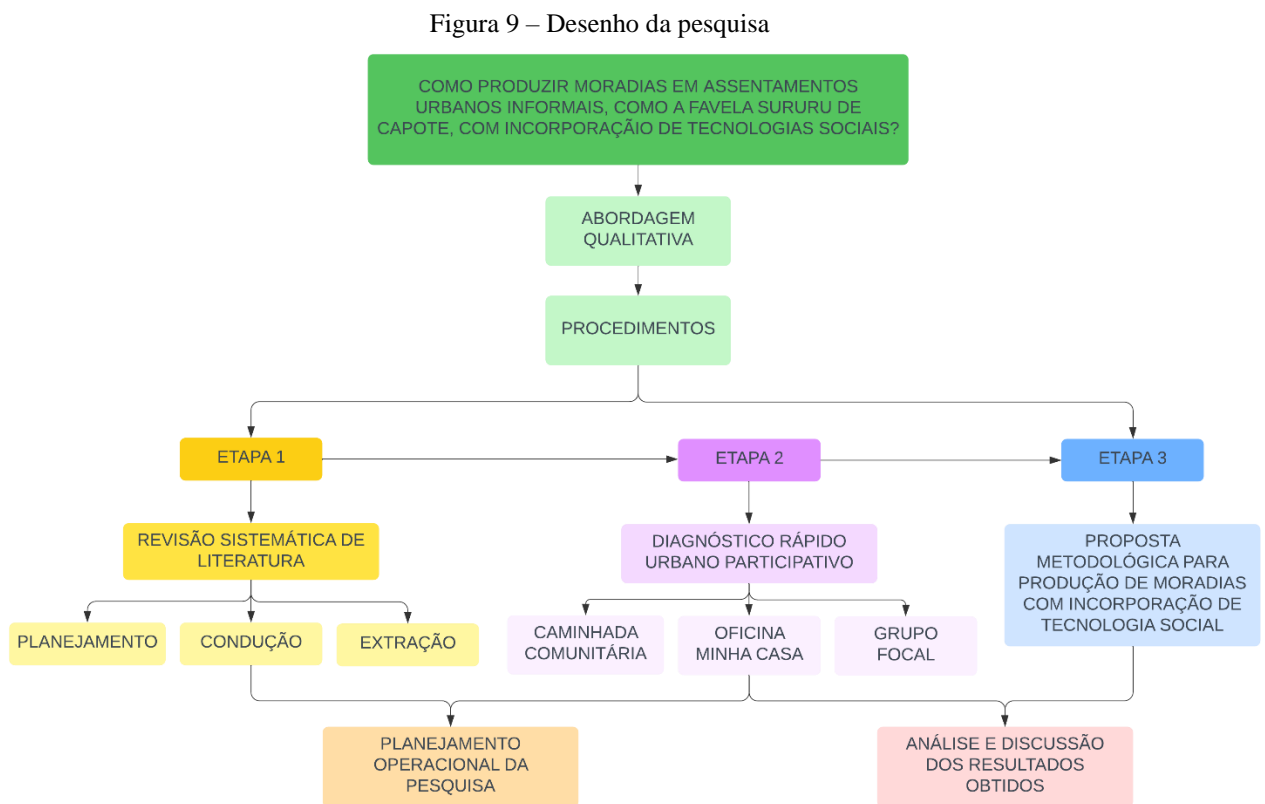 Figura 9 – Desenho da pesquisa
COMO PRODUZIR MORADIAS EM ASSENTAMENTOS
URBANOS INFORMAIS, COMO A FAVELA SURURU DE
CAPOTE, COM INCORPORAÇÃIO DE TECNOLOGIAS SOCIAIS?
ABORDAGEM
QUALITATIVA
PROCEDIMENTOS
ETAPA 1
ETAPA 2
ETAPA 3
REVISÃO SISTEMÁTICA DE
LITERATURA
DIAGNÓSTICO RÁPIDO
URBANO PARTICIPATIVO
PROPOSTA
METODOLÓGICA PARA
PRODUÇÃO DE MORADIAS
COM INCORPORAÇÃO DE
TECNOLOGIA SOCIAL
PLANEJAMENTO
CONDUÇÃO
EXTRAÇÃO
CAMINHADA
COMUNITÁRIA
OFICINA
MINHA CASA
GRUPO
FOCAL
PLANEJAMENTO
OPERACIONAL DA
PESQUISA
ANÁLISE E DISCUSSÃO
DOS RESULTADOS
OBTIDOS